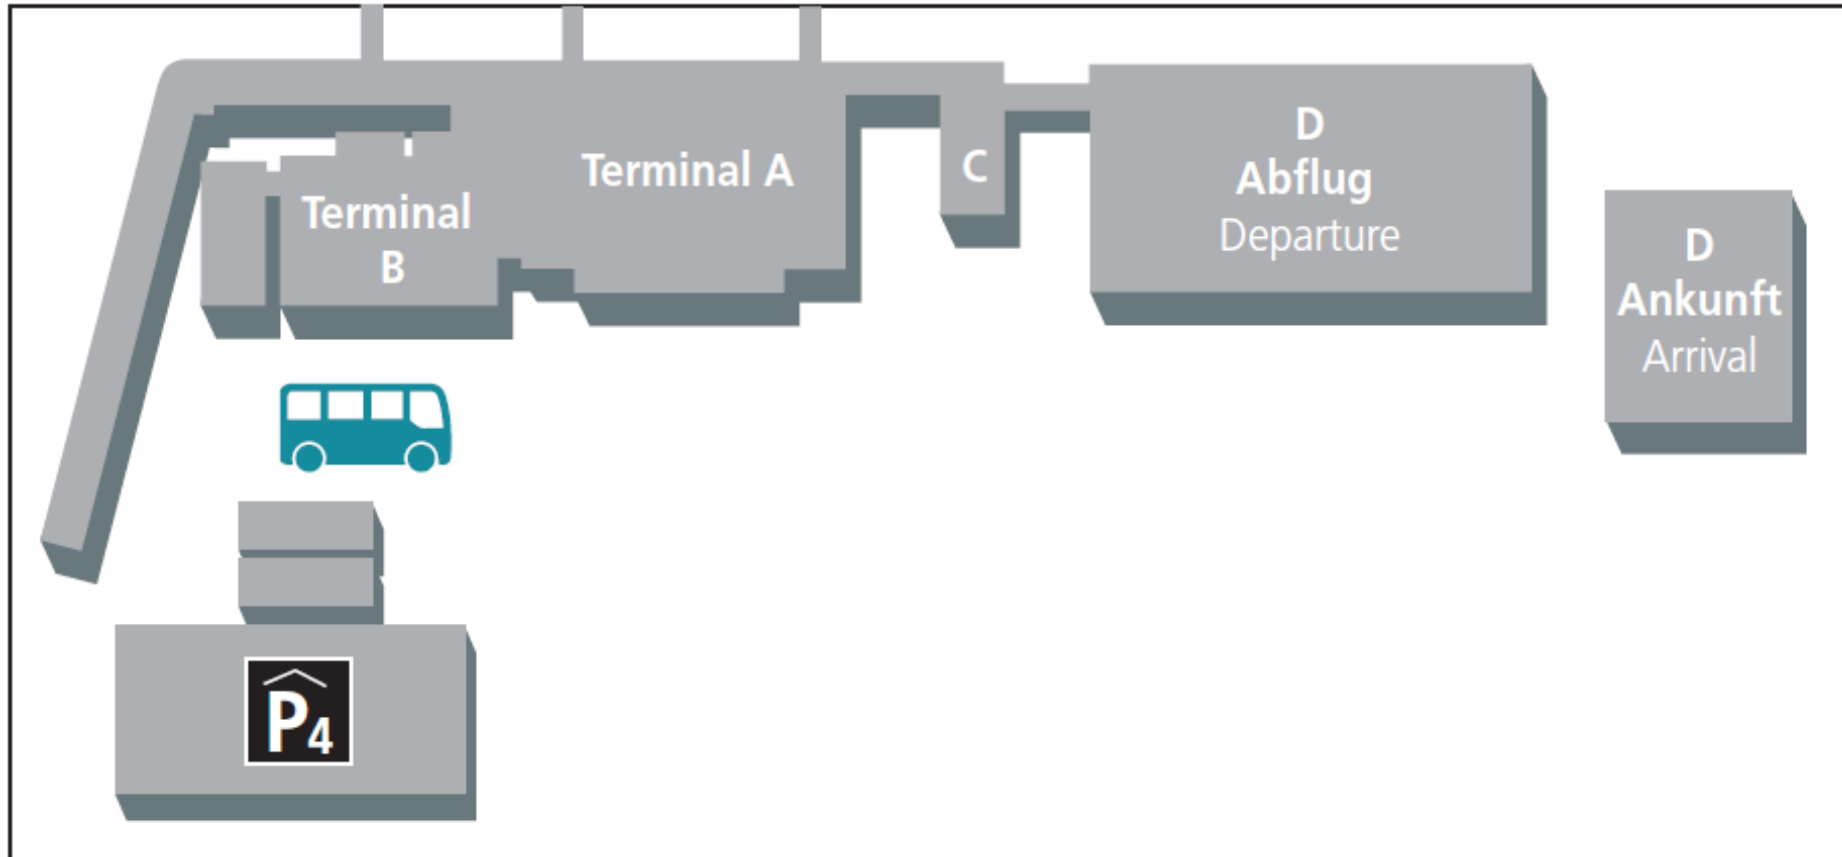 Terminal A
Terminal
B
C
D
Abflug
Departure
D
Ankunft
Arrival
P4